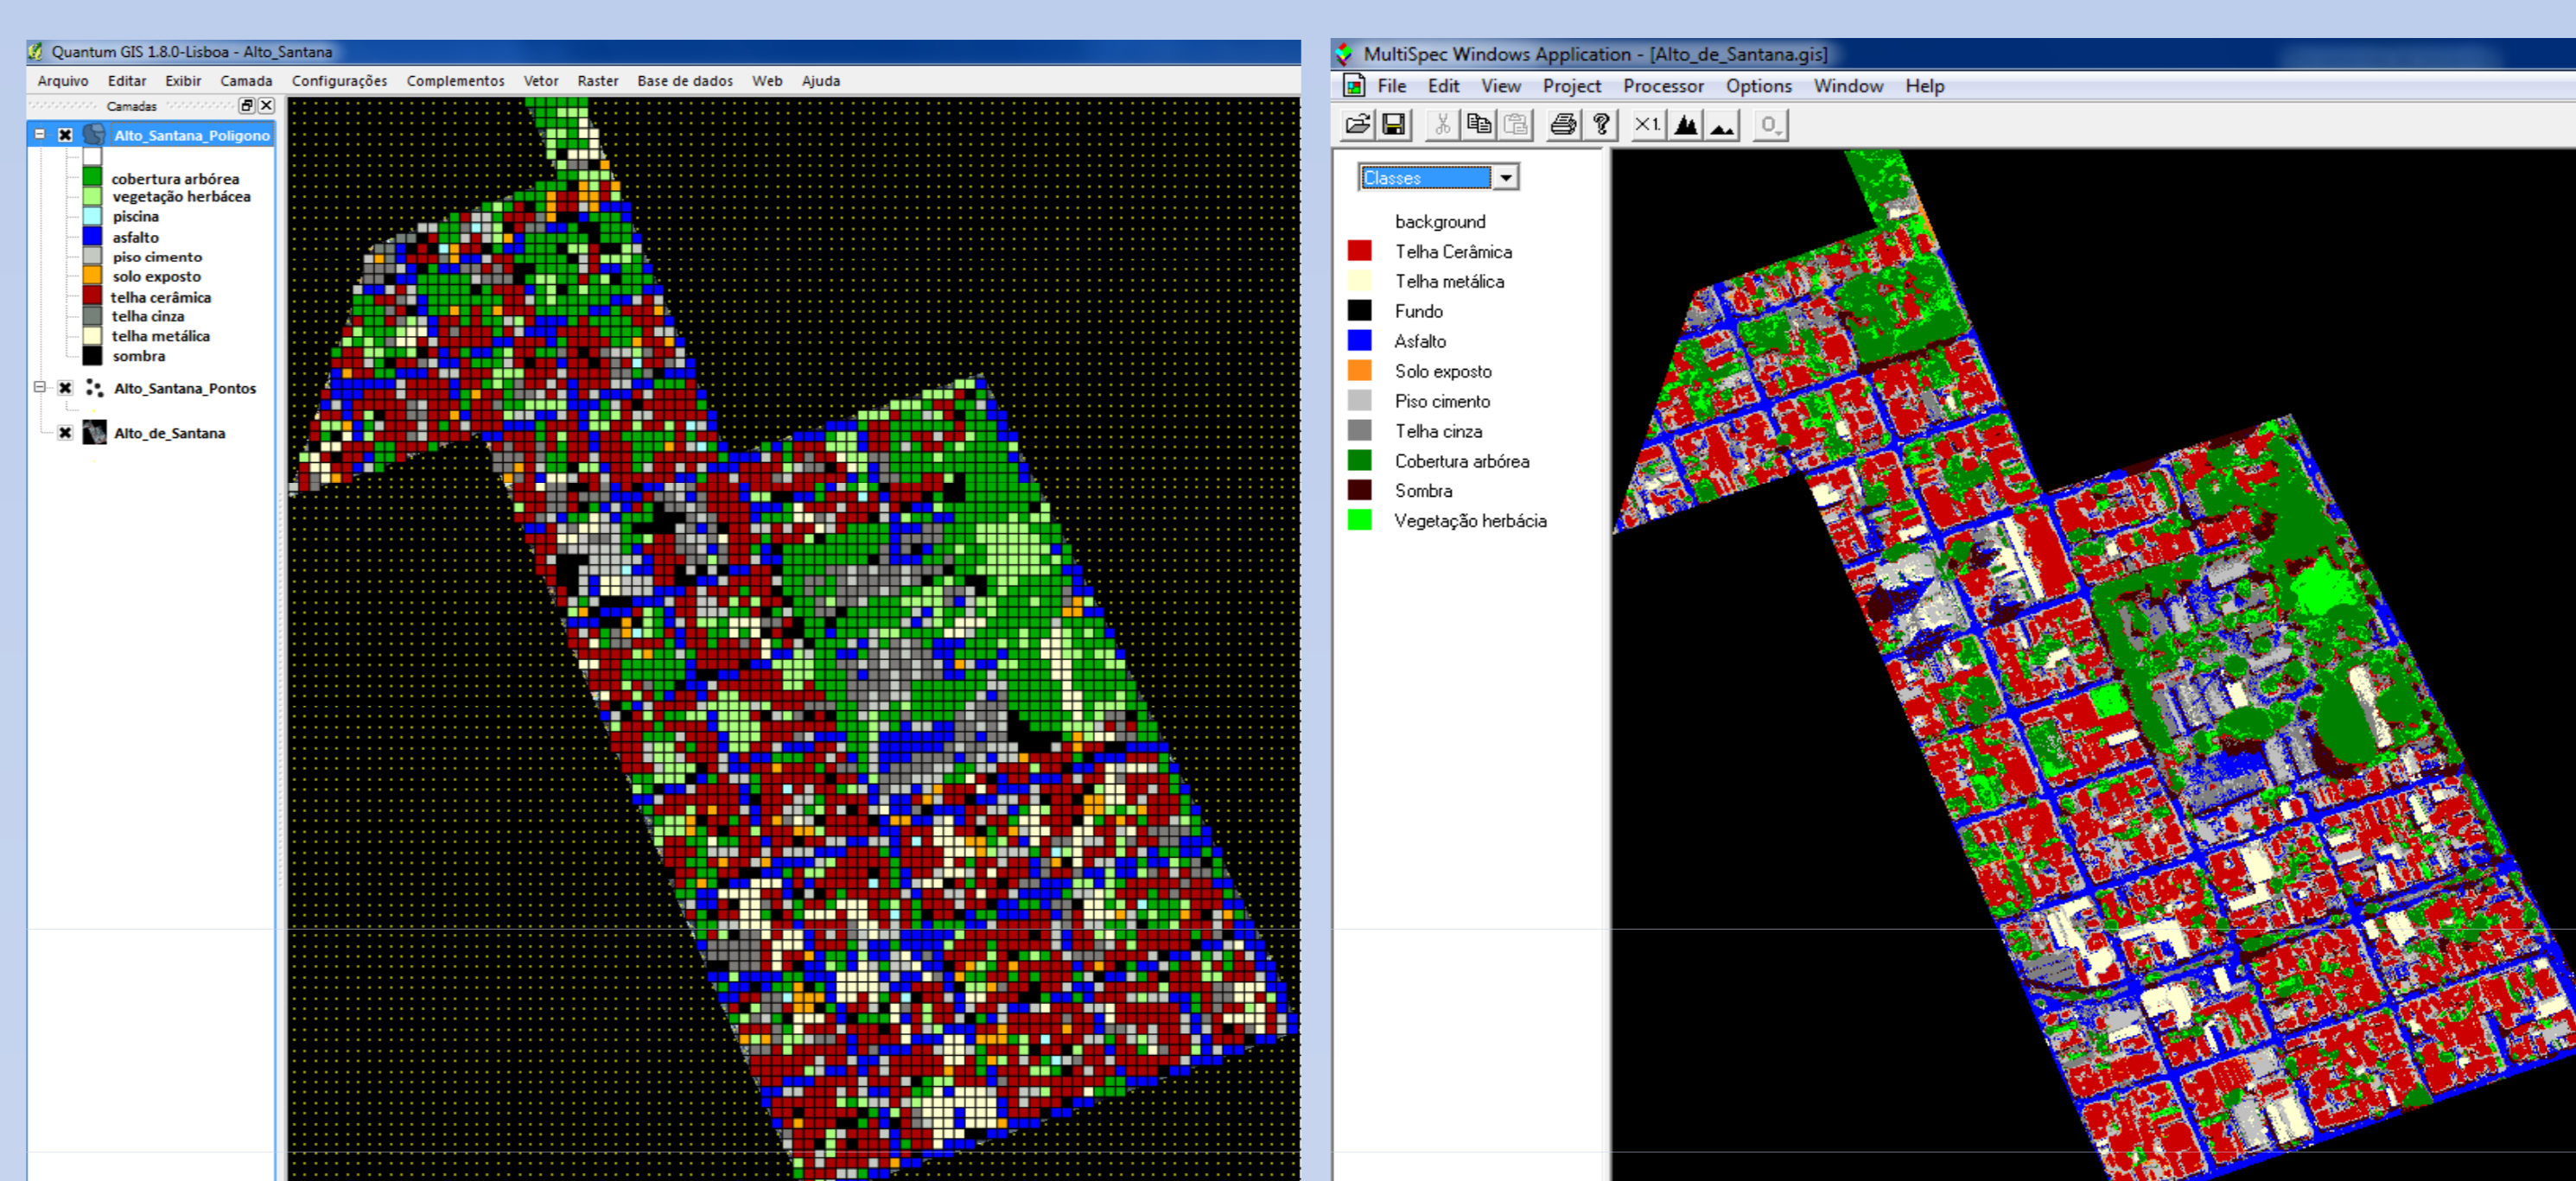 Quantum GIS 1.8.0-Lisboa - Alto_Santana
Arquivo Editar Exibir Camada Configurações Complementos Vetor Raster Base de dados Web Ajuda
Camadas
Alto_Santana_Poligono
cobertura arbórea
vegetação herbácea
piscina
asfalto
piso cimento
solo exposto
telha cerâmica
telha cinza
telha metálica
sombra
Alto_Santana_Pontos
Alto_de_Santana
MultiSpec Windows Application - [Alto_de_Santana.gis]
File Edit View Project Processor Options Window Help
×1.
Classes
background
Telha Cerâmica
Telha metálica
Fundo
Asfalto
Solo exposto
Piso cimento
Telha cinza
Cobertura arbórea
Sombra
Vegetação herbácia